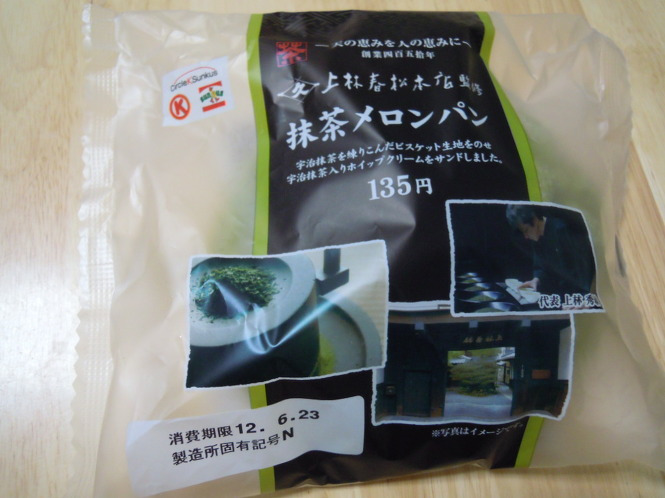 天の恵みを人の恵みに
創業四百五拾年
上林春松本店 監修
CircleKSunkus
K
抹茶メロンパン
宇治抹茶を練りこんだビスケット生地をのせ
宇治抹茶入りホイップクリームをサンドしました。
135円
代表 上林 秀
消費期限12. 6.23
製造所固有記号N
※写真はイメージです。